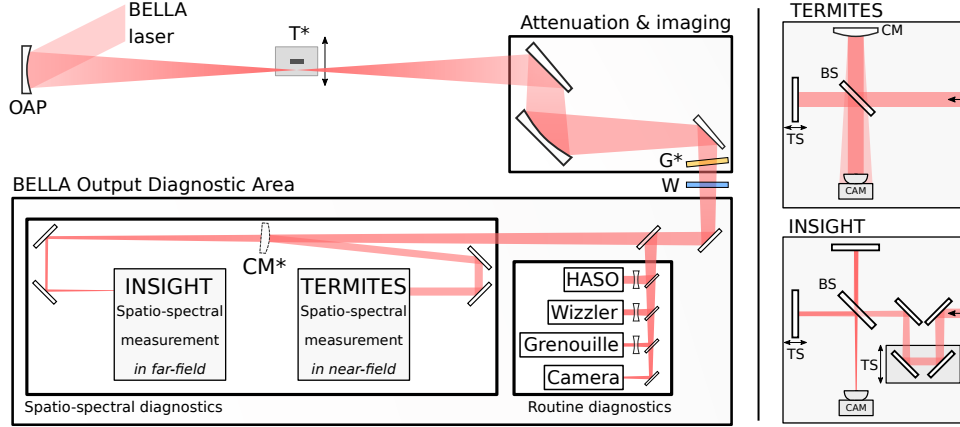 BELLA
laser
OAP
T*
Attenuation & imaging
G*
W
BELLA Output Diagnostic Area
CM*
INSIGHT
Spatio-spectral
measurement
in far-field
TERMITES
Spatio-spectral
measurement
in near-field
Spatio-spectral diagnostics
HASO
Wizzler
Grenouille
Camera
Routine diagnostics
TERMITES
CM
BS
TS
CAM
INSIGHT
BS
TS
TS
CAM